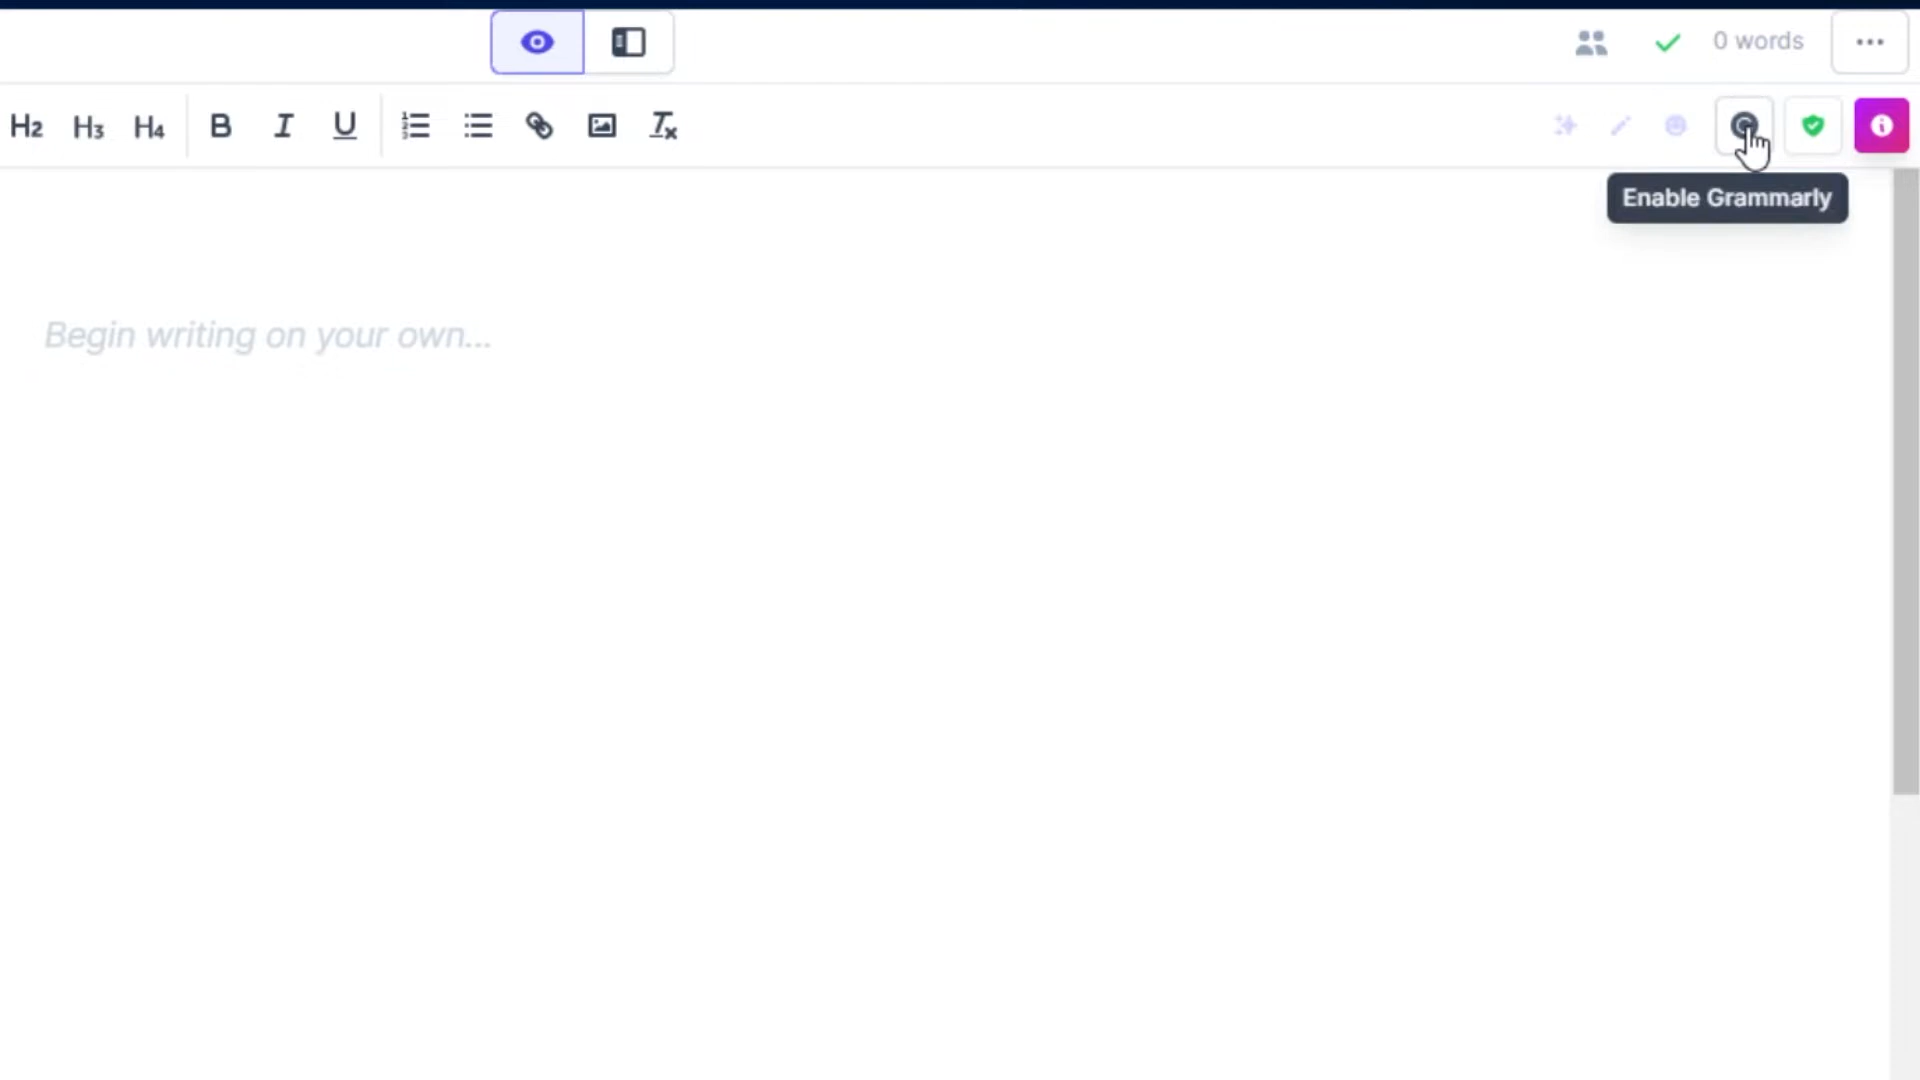 0 words
H2 H3 H4 B I U
Enable Grammarly
Begin writing on your own...